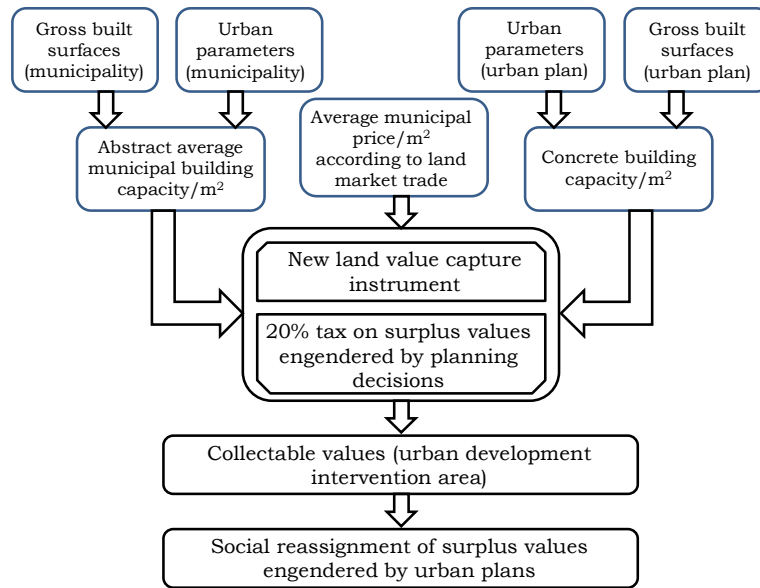 Gross built
surfaces
(municipality)
Urban
parameters
(municipality)
Urban
parameters
(urban plan)
Gross built
surfaces
(urban plan)
Abstract average
municipal building
capacity/m²
Average municipal
price/m²
according to land
market trade
Concrete building
capacity/m²
New land value capture
instrument
20% tax on surplus values
engendered by planning
decisions
Collectable values (urban development
intervention area)
Social reassignment of surplus values
engendered by urban plans